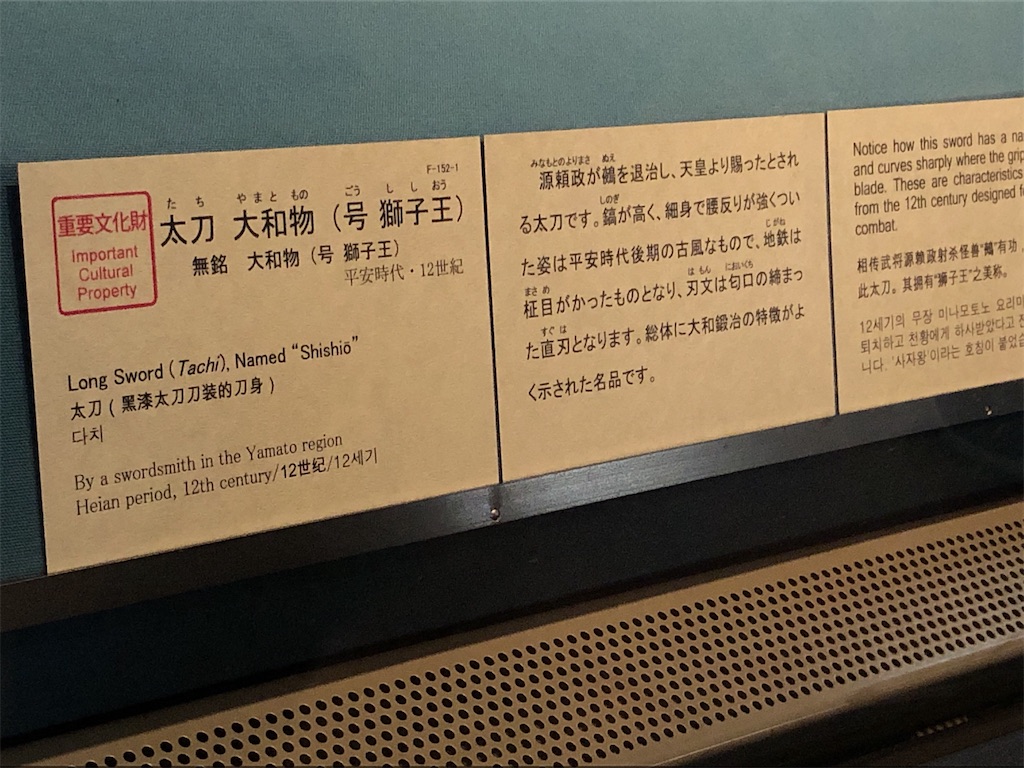 F-152-1
重要文化財
Important
Cultural
Property
たち やまと もの ごう しし おう
太刀 大和物（号 獅子王）
無銘 大和物（号 獅子王）
平安時代・12世紀
Long Sword (Tachi), Named “Shishiō”
太刀（黑漆太刀刀装的刀身）
다치
By a swordsmith in the Yamato region
Heian period, 12th century/12世纪/12세기
みなもとのよりまさ ぬえ
源頼政が鵺を退治し、天皇より賜ったとされ
しのぎ
る太刀です。鎬が高く、細身で腰反りが強くつい
じがね
た姿は平安時代後期の古風なもので、地鉄は
まさめ はもん においくち
柾目がかったものとなり、刃文は匂口の締まっ
すぐは
た直刃となります。総体に大和鍛冶の特徴がよ
く示された名品です。
Notice how this sword has a
and curves sharply where the grip
blade. These are characteristics
from the 12th century designed
combat.
相传武将源赖政射杀怪兽“鵺”有功
此太刀。其拥有“狮子王”之美称。
12세기의 무장 미나모토노 요리마
퇴치하고 천황에게 하사받았다고
니다. ‘사자왕’이라는 호칭이 붙었